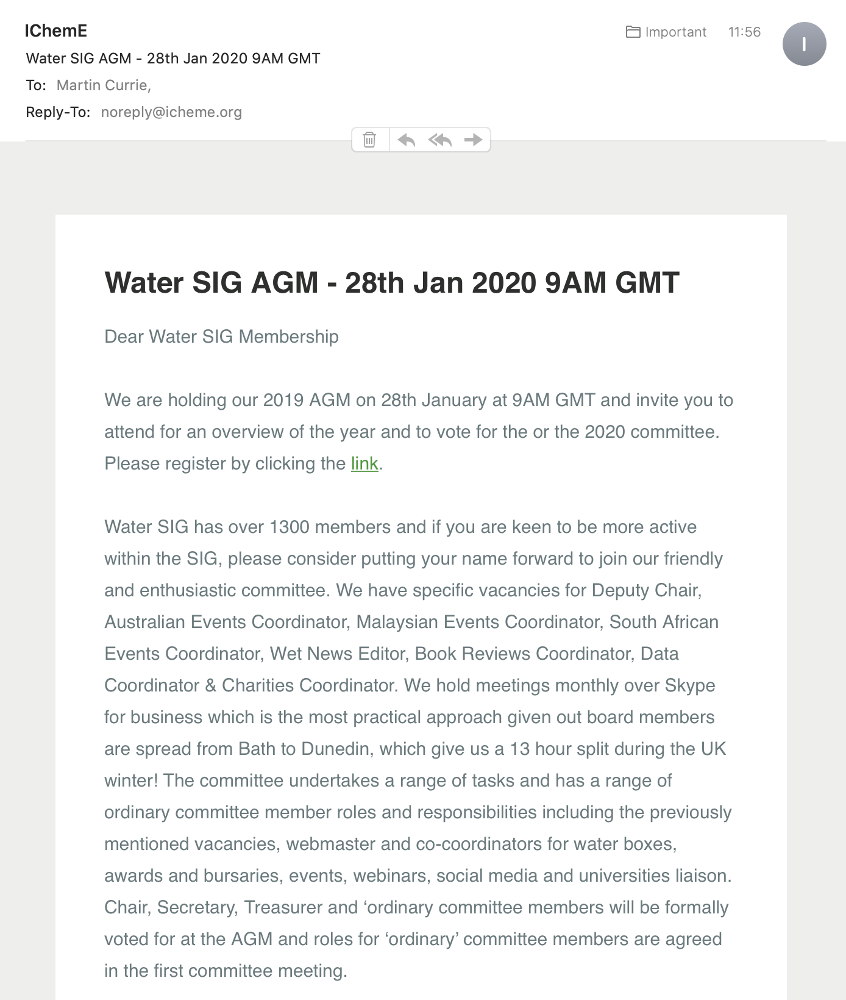 IChemE
Important 11:56
I
Water SIG AGM - 28th Jan 2020 9AM GMT
To: Martin Currie,
Reply-To: noreply@icheme.org
Water SIG AGM - 28th Jan 2020 9AM GMT
Dear Water SIG Membership
We are holding our 2019 AGM on 28th January at 9AM GMT and invite you to
attend for an overview of the year and to vote for the or the 2020 committee.
Please register by clicking the link.
Water SIG has over 1300 members and if you are keen to be more active
within the SIG, please consider putting your name forward to join our friendly
and enthusiastic committee. We have specific vacancies for Deputy Chair,
Australian Events Coordinator, Malaysian Events Coordinator, South African
Events Coordinator, Wet News Editor, Book Reviews Coordinator, Data
Coordinator & Charities Coordinator. We hold meetings monthly over Skype
for business which is the most practical approach given out board members
are spread from Bath to Dunedin, which give us a 13 hour split during the UK
winter! The committee undertakes a range of tasks and has a range of
ordinary committee member roles and responsibilities including the previously
mentioned vacancies, webmaster and co-coordinators for water boxes,
awards and bursaries, events, webinars, social media and universities liaison.
Chair, Secretary, Treasurer and ‘ordinary committee members will be formally
voted for at the AGM and roles for ‘ordinary’ committee members are agreed
in the first committee meeting.